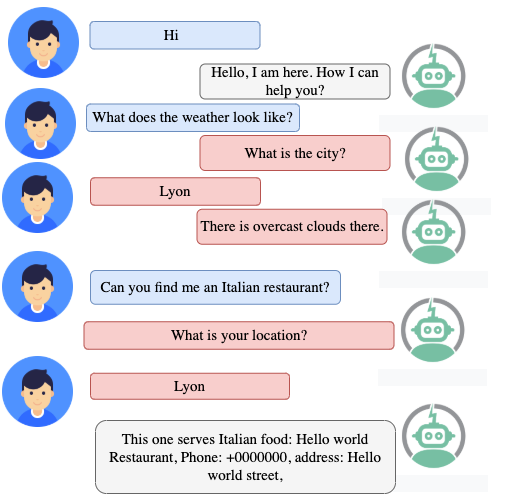 Hi
Hello, I am here. How I can
help you?
What does the weather look like?
What is the city?
Lyon
There is overcast clouds there.
Can you find me an Italian restaurant?
What is your location?
Lyon
This one serves Italian food: Hello world
Restaurant, Phone: +0000000, address: Hello
world street,